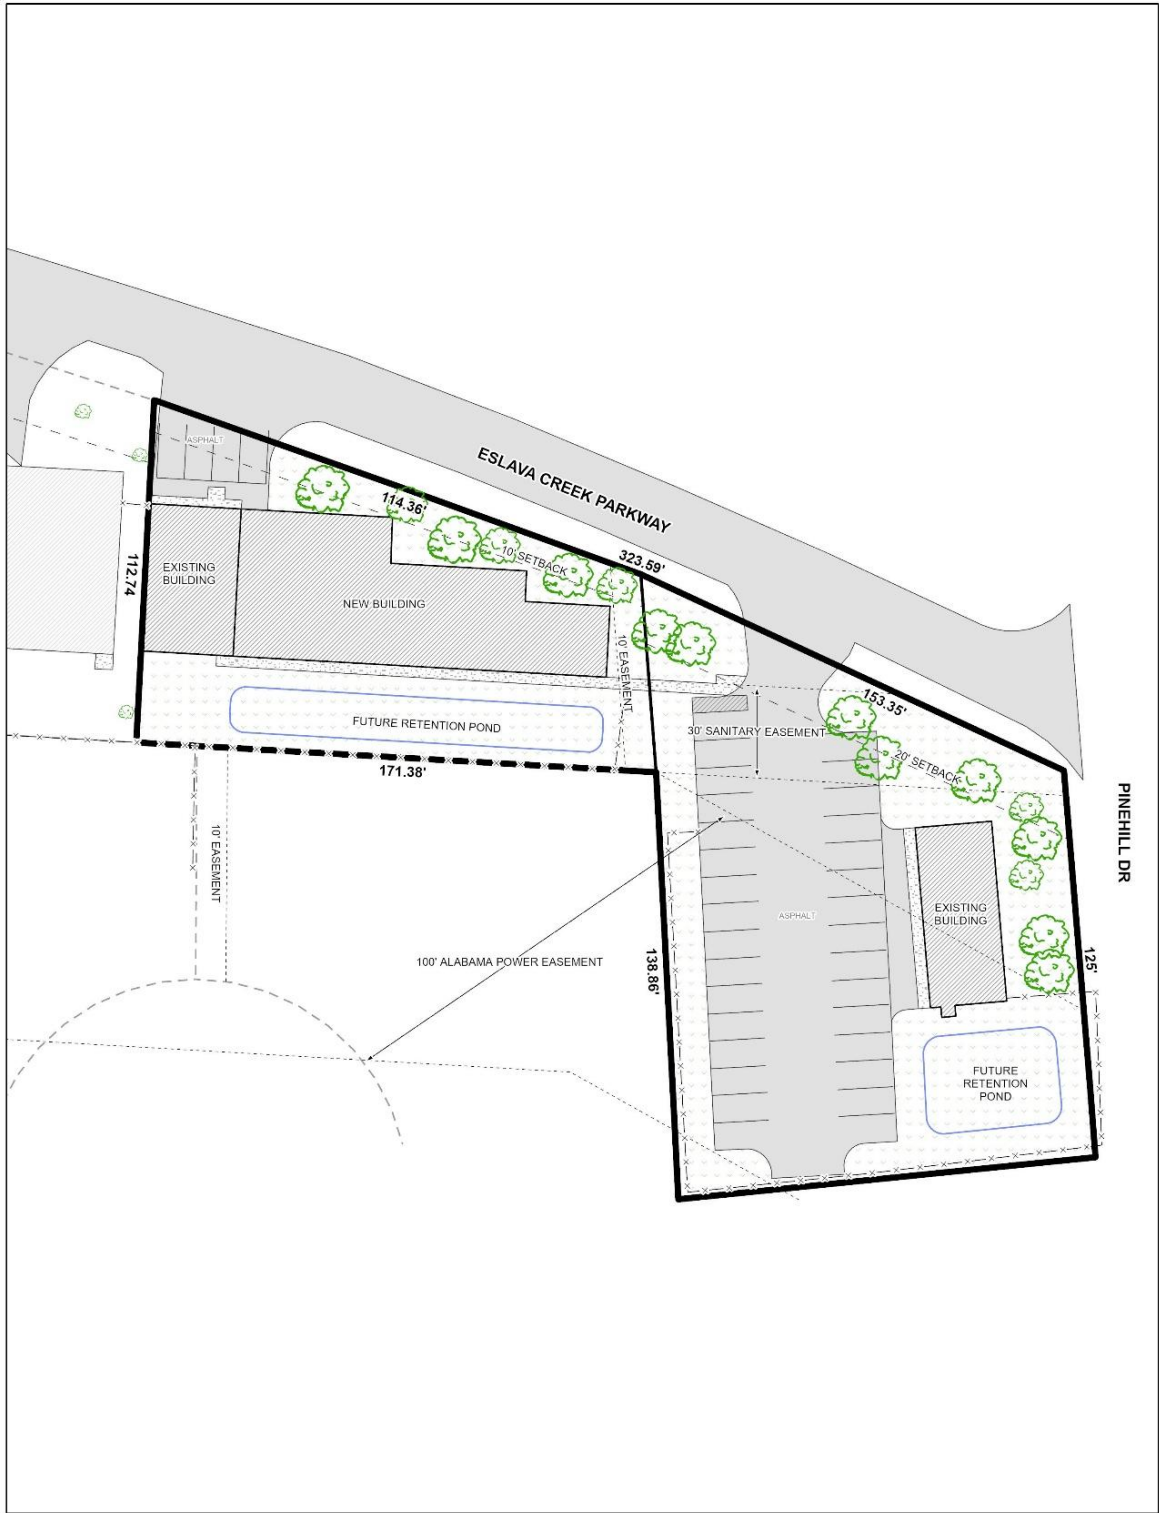 ASPHALT
ESLAVA CREEK PARKWAY
114.36'
323.59'
10' SETBACK
112.74
EXISTING
BUILDING
NEW BUILDING
10' EASEMENT
FUTURE RETENTION POND
171.38'
30' SANITARY EASEMENT
153.35'
20' SETBACK
PINEHILL DR
10' EASEMENT
100' ALABAMA POWER EASEMENT
138.86'
ASPHALT
EXISTING
BUILDING
125'
FUTURE
RETENTION
POND